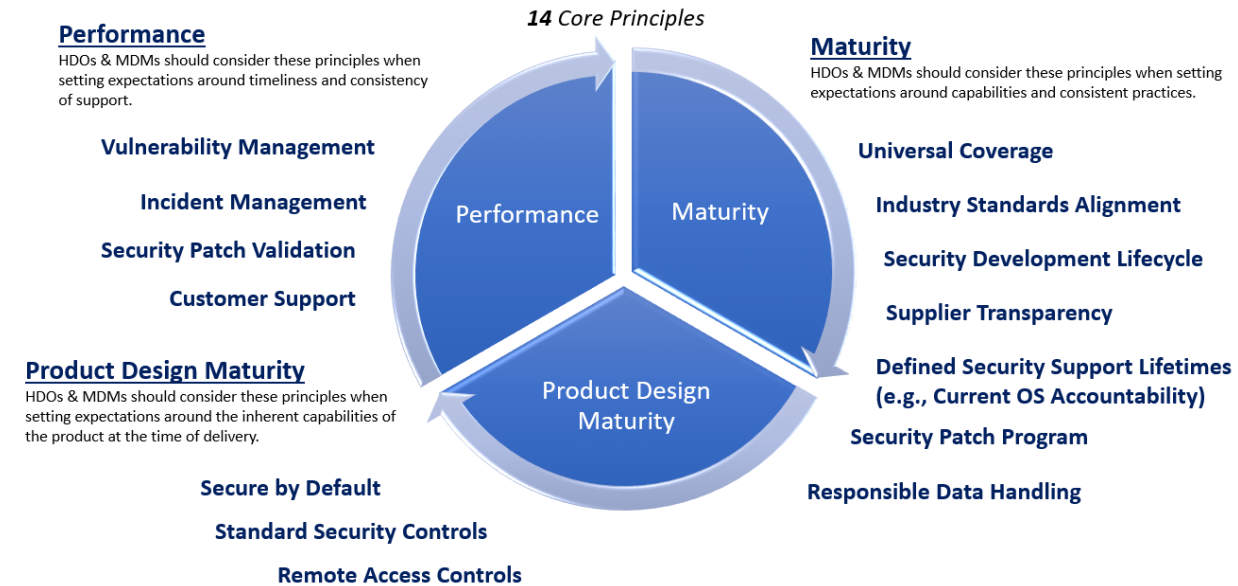 14 Core Principles
Performance
HDOs & MDMs should consider these principles when
setting expectations around timeliness and consistency
of support.
Vulnerability Management
Incident Management
Security Patch Validation
Customer Support
Product Design Maturity
HDOs & MDMs should consider these principles when
setting expectations around the inherent capabilities of
the product at the time of delivery.
Secure by Default
Standard Security Controls
Remote Access Controls
Performance
Maturity
Product Design
Maturity
Maturity
HDOs & MDMs should consider these principles when setting
expectations around capabilities and consistent practices.
Universal Coverage
Industry Standards Alignment
Security Development Lifecycle
Supplier Transparency
Defined Security Support Lifetimes
(e.g., Current OS Accountability)
Security Patch Program
Responsible Data Handling